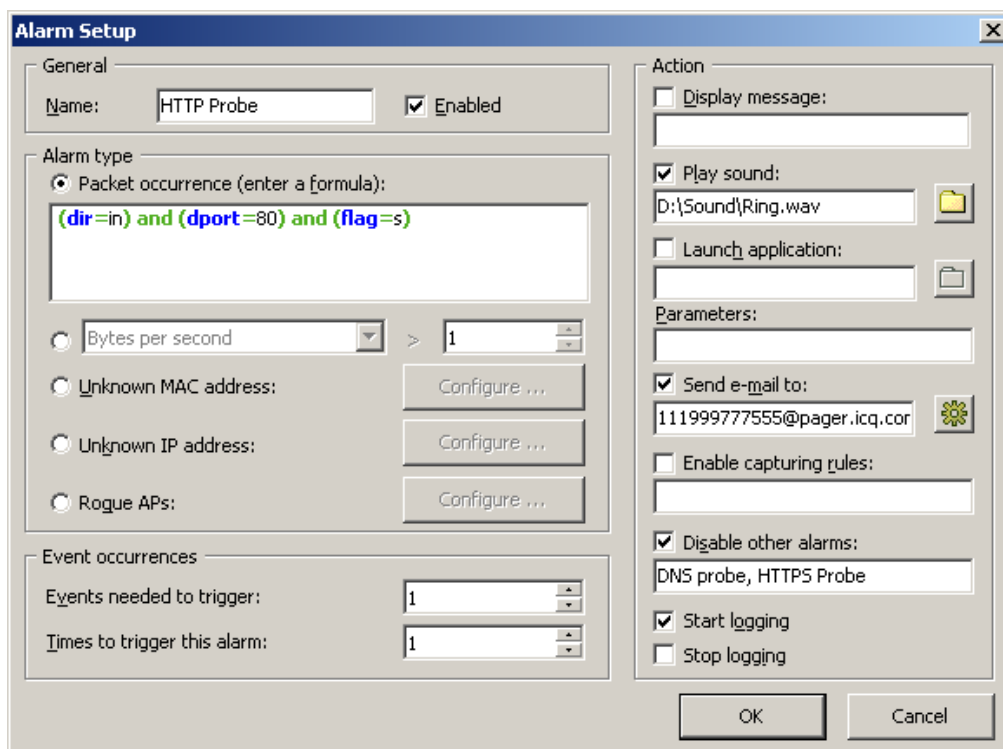 Alarm Setup
General
Name: HTTP Probe Enabled
Alarm type
Packet occurrence (enter a formula):
(dir=in) and (dport=80) and (flag=s)
Bytes per second > 1
Unknown MAC address: Configure ...
Unknown IP address: Configure ...
Rogue APs: Configure ...
Event occurrences
Events needed to trigger: 1
Times to trigger this alarm: 1
Action
Display message:
Play sound:
D:\Sound\Ring.wav
Launch application:
Parameters:
Send e-mail to:
111999777555@pager.icq.cor
Enable capturing rules:
Disable other alarms:
DNS probe, HTTPS Probe
Start logging
Stop logging
OK Cancel